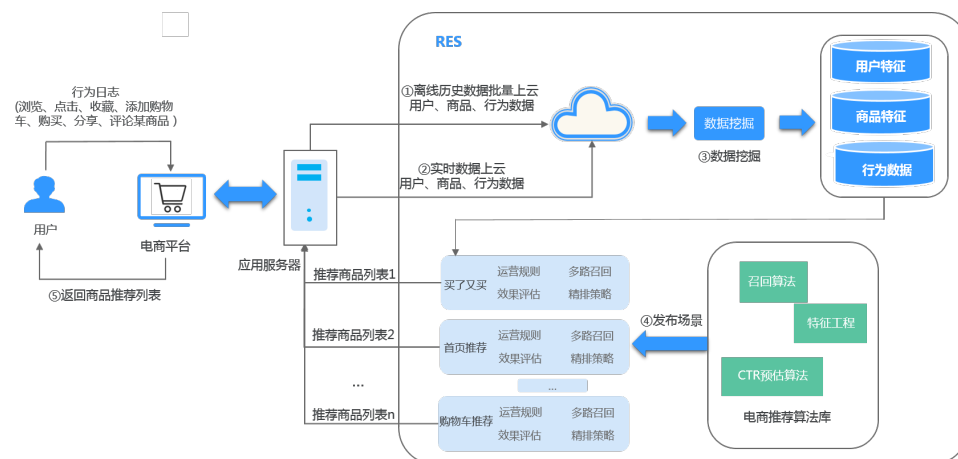 RES
行为日志
(浏览、点击、收藏、添加购物
车、购买、分享、评论某商品）
用户
电商平台
⑤返回商品推荐列表
应用服务器
①离线历史数据批量上云
用户、商品、行为数据
②实时数据上云
用户、商品、行为数据
数据挖掘
③数据挖掘
用户特征
商品特征
行为数据
推荐商品列表1
买了又买
运营规则 多路召回
效果评估 精排策略
推荐商品列表2
首页推荐
运营规则 多路召回
效果评估 精排策略
...
...
推荐商品列表n
购物车推荐
运营规则 多路召回
效果评估 精排策略
④发布场景
召回算法
特征工程
CTR预估算法
电商推荐算法库